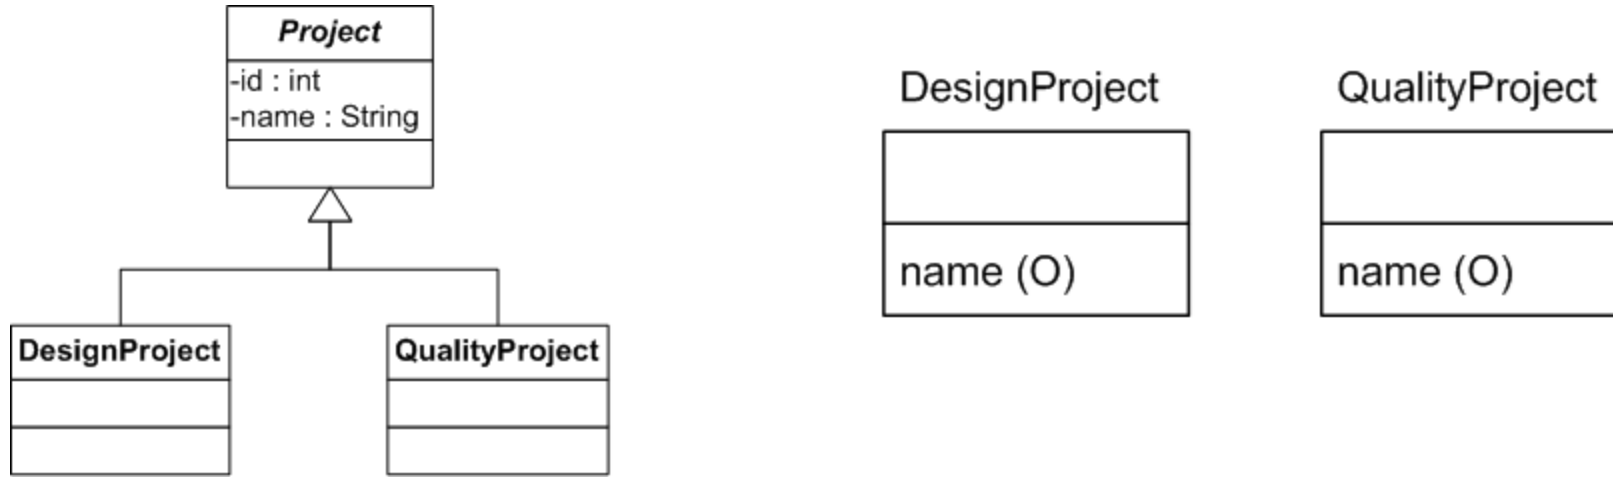 Project
-id : int
-name : String
DesignProject
QualityProject
DesignProject
name (O)
QualityProject
name (O)